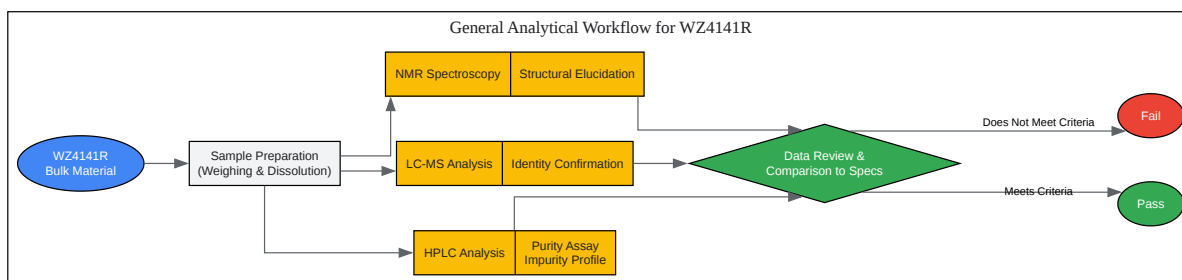 General Analytical Workflow for WZ4141R
NMR Spectroscopy
Structural Elucidation
Does Not Meet Criteria
Fail
WZ4141R
Bulk Material
Sample Preparation
(Weighing & Dissolution)
LC-MS Analysis
Identity Confirmation
Data Review &
Comparison to Specs
Meets Criteria
Pass
HPLC Analysis
Purity Assay
Impurity Profile